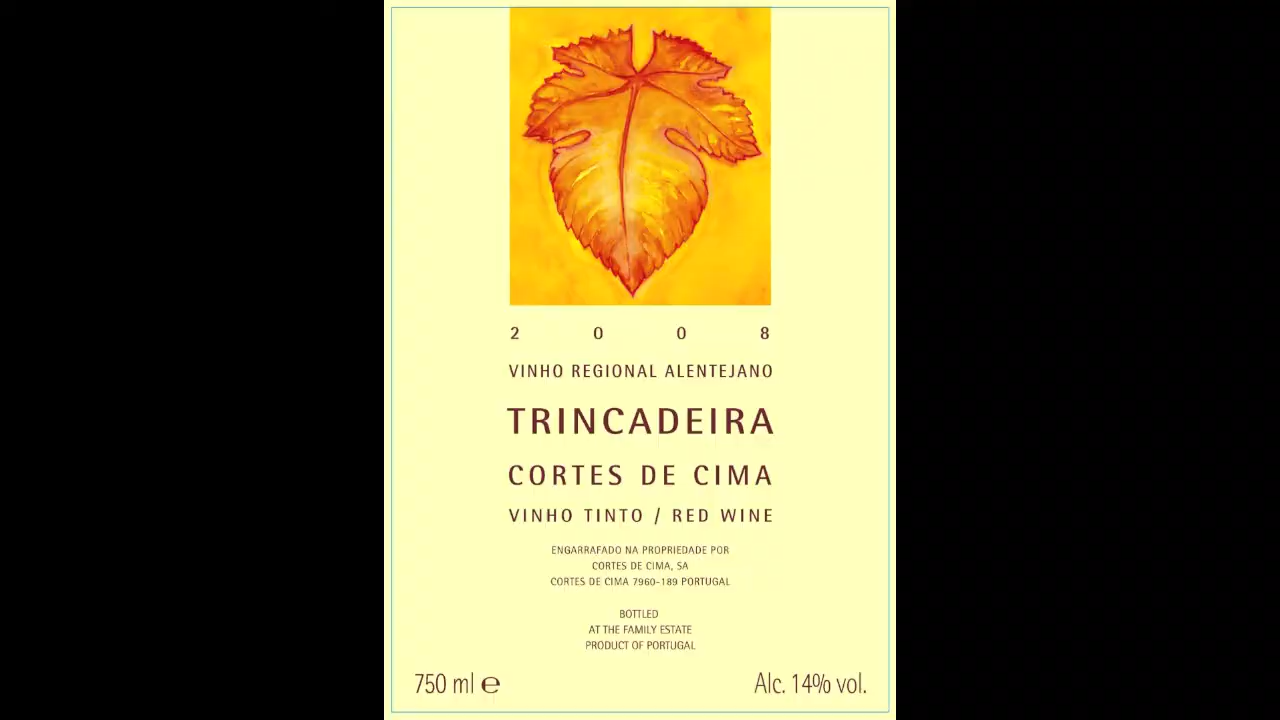 2 0 0 8
VINHO REGIONAL ALENTEJANO
TRINCADEIRA
CORTES DE CIMA
VINHO TINTO / RED WINE
ENGARRAFADO NA PROPRIEDADE POR
CORTES DE CIMA, SA
CORTES DE CIMA 7960-189 PORTUGAL
BOTTLED
AT THE FAMILY ESTATE
PRODUCT OF PORTUGAL
750 ml ℮ Alc. 14% vol.